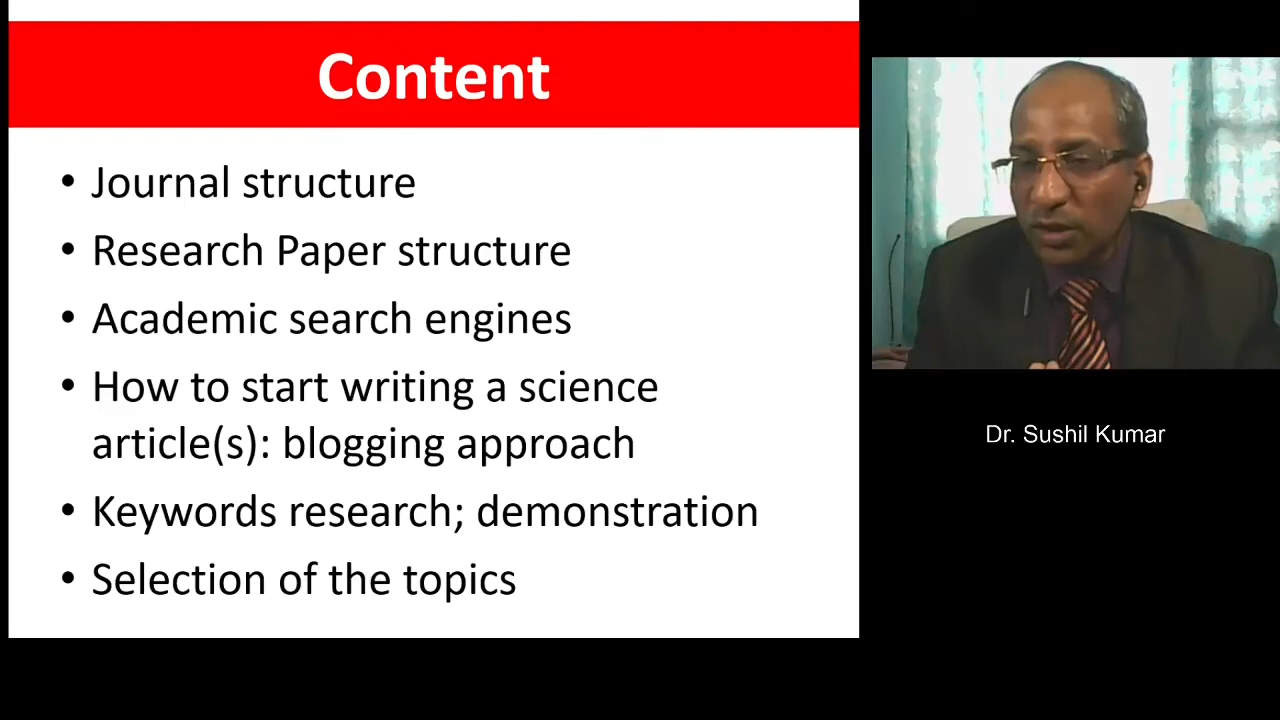 Content
• Journal structure
• Research Paper structure
• Academic search engines
• How to start writing a science
article(s): blogging approach
• Keywords research; demonstration
• Selection of the topics
Dr. Sushil Kumar